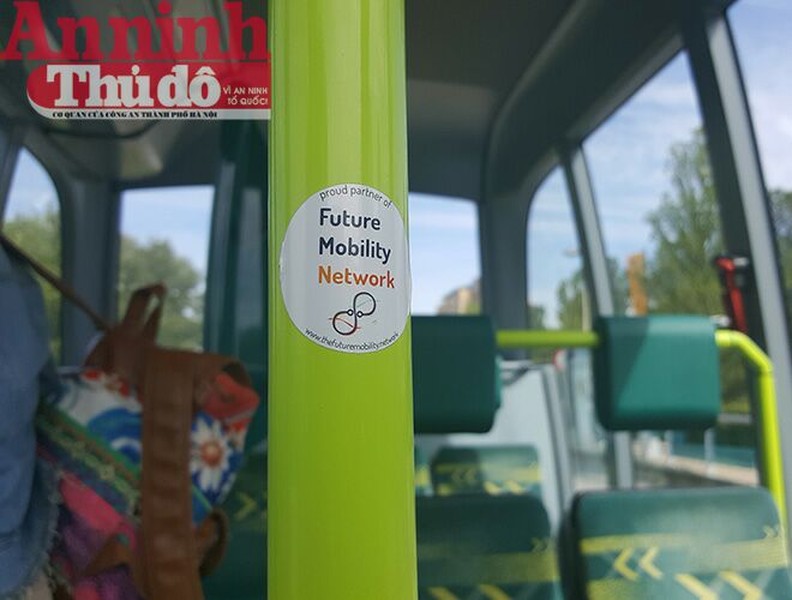 An ninh
Thủ đô
VÌ AN NINH
TỔ QUỐC!
CƠ QUAN CỦA CÔNG AN THÀNH PHỐ HÀ NỘI
proud partner of
Future
Mobility
Network
www.thefuturemobility.network